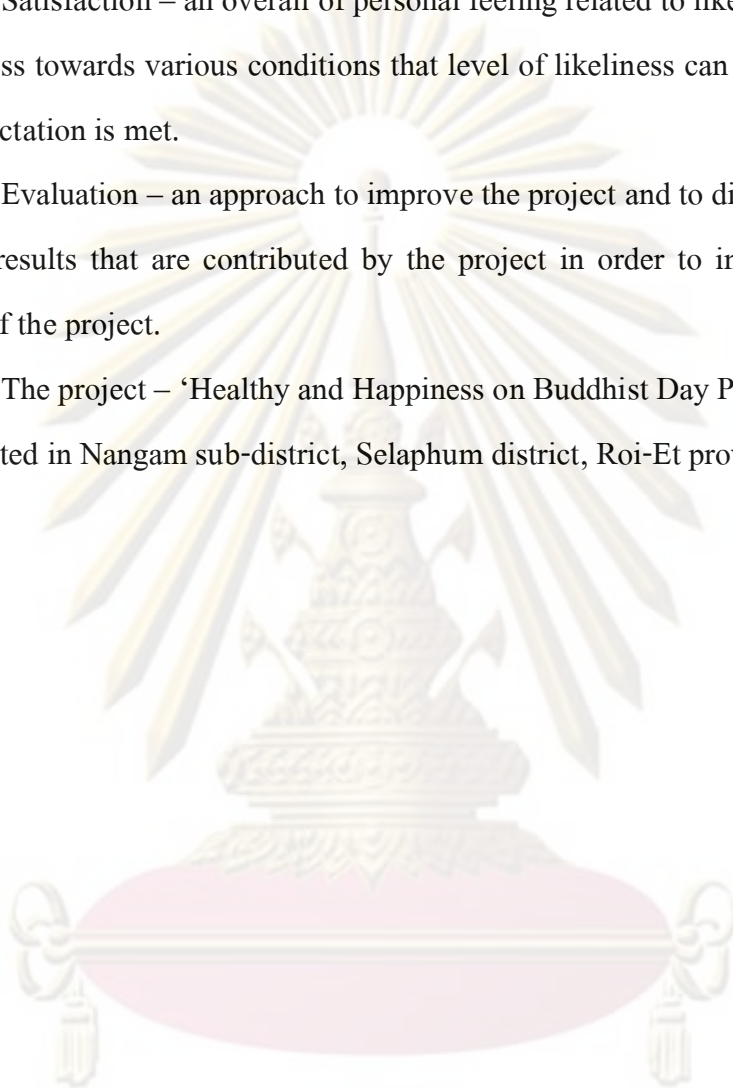 Satisfaction – an overall of personal feeling related to like
ss towards various conditions that level of likeliness can
ctation is met.
Evaluation – an approach to improve the project and to di
results that are contributed by the project in order to in
f the project.
The project – ‘Healthy and Happiness on Buddhist Day P
ted in Nangam sub-district, Selaphum district, Roi-Et prov